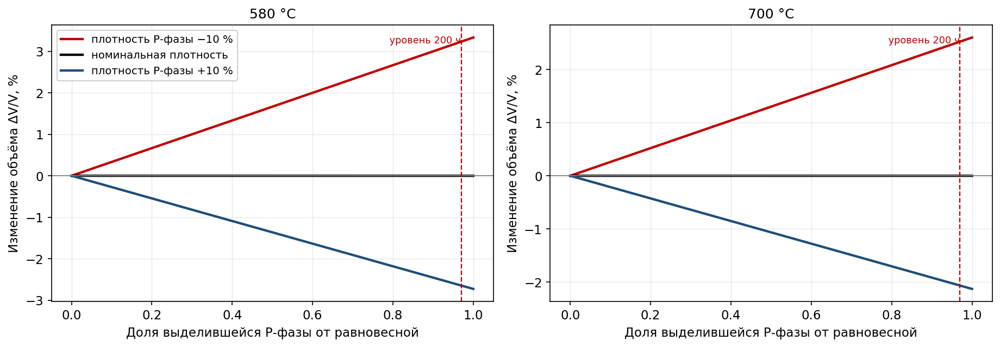 580 °C
плотность P-фазы −10 %
номинальная плотность
плотность P-фазы +10 %
уровень 200 ч
3
2
1
0
−1
−2
−3
Изменение объёма ΔV/V, %
0.0 0.2 0.4 0.6 0.8 1.0
Доля выделившейся P-фазы от равновесной
700 °C
уровень 200 ч
2
1
0
−1
−2
Изменение объёма ΔV/V, %
0.0 0.2 0.4 0.6 0.8 1.0
Доля выделившейся P-фазы от равновесной